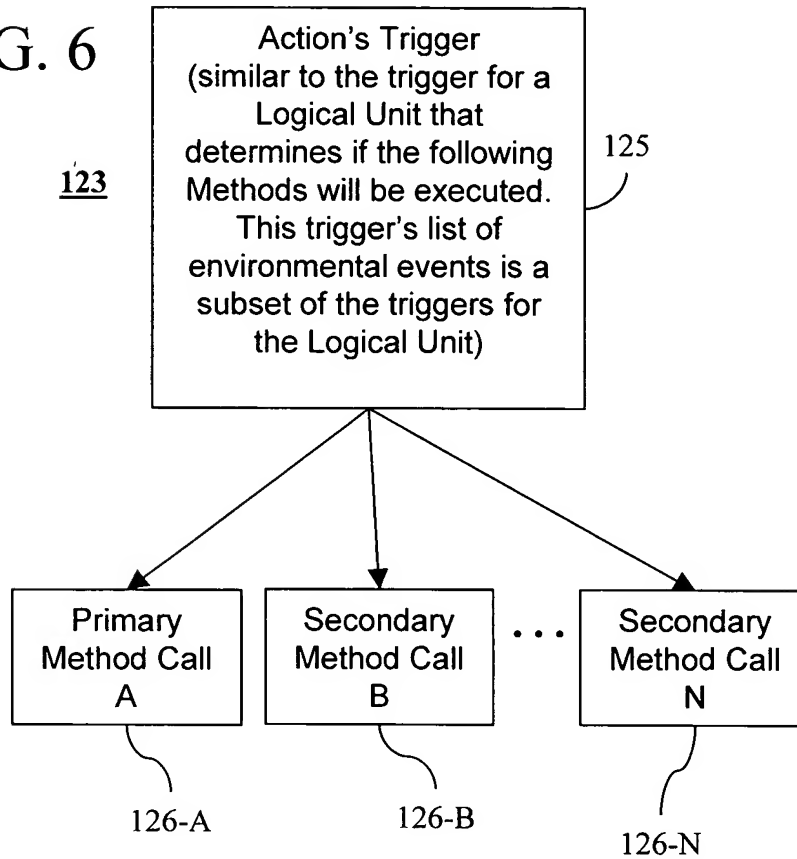 G. 6
123
Action's Trigger
(similar to the trigger for a
Logical Unit that
determines if the following
Methods will be executed.
This trigger's list of
environmental events is a
subset of the triggers for
the Logical Unit)
125
Primary
Method Call
A
Secondary
Method Call
B
...
Secondary
Method Call
N
126-A
126-B
126-N